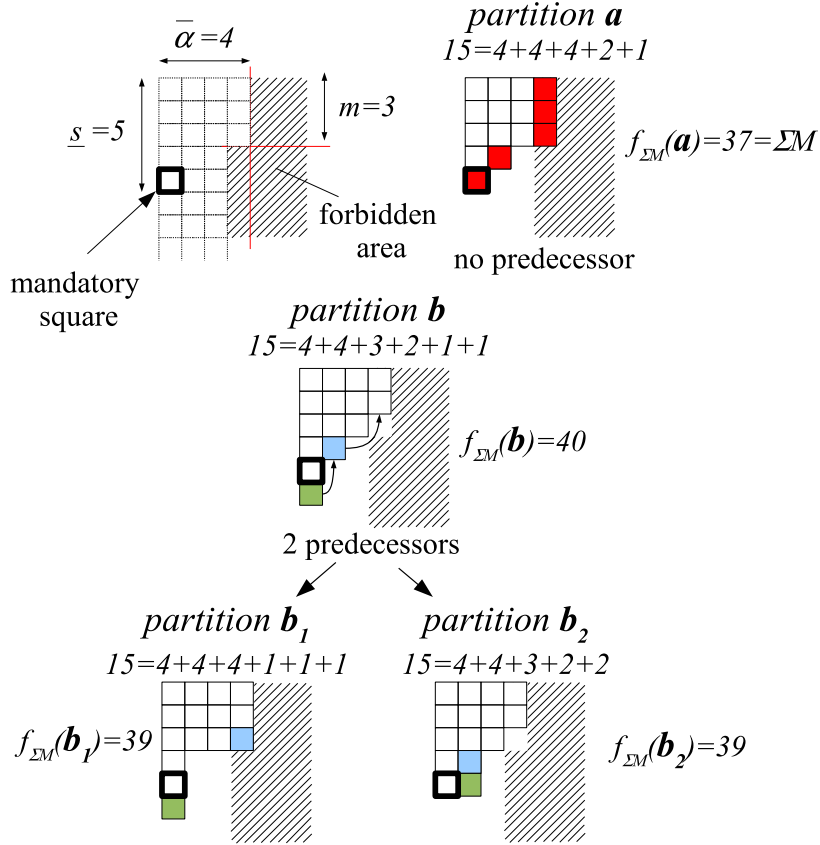 α̅ =4
s̲ =5
m=3
forbidden
area
mandatory
square
partition a
15=4+4+4+2+1
f_ΣM(a)=37=ΣM
no predecessor
partition b
15=4+4+3+2+1+1
f_ΣM(b)=40
2 predecessors
partition b₁
15=4+4+4+1+1+1
f_ΣM(b₁)=39
partition b₂
15=4+4+3+2+2
f_ΣM(b₂)=39